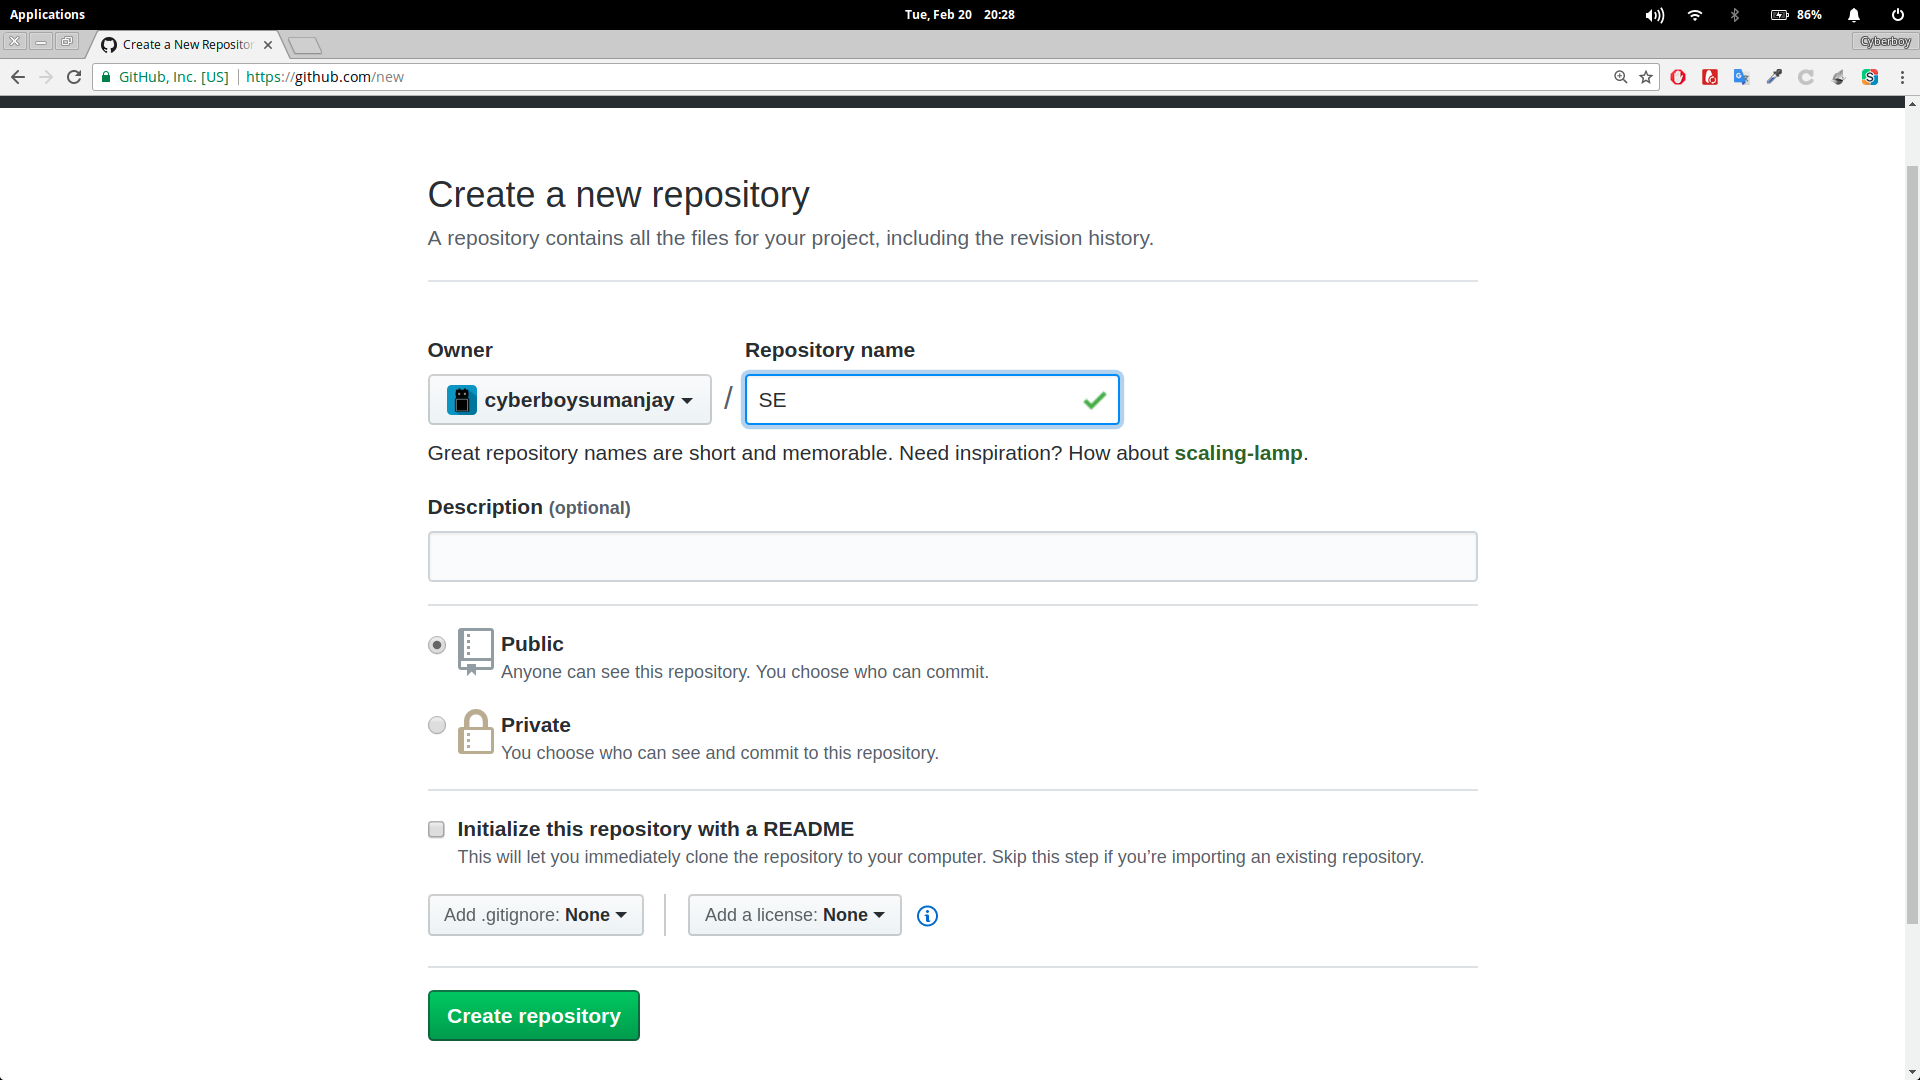 Applications
Tue, Feb 20 20:28
86%
Create a New Repositor
Cyberboy
GitHub, Inc. [US] https://github.com/new
Create a new repository
A repository contains all the files for your project, including the revision history.
Owner
Repository name
cyberboysumanjay / SE
Great repository names are short and memorable. Need inspiration? How about scaling-lamp.
Description (optional)
Public
Anyone can see this repository. You choose who can commit.
Private
You choose who can see and commit to this repository.
Initialize this repository with a README
This will let you immediately clone the repository to your computer. Skip this step if you’re importing an existing repository.
Add .gitignore: None
Add a license: None
Create repository